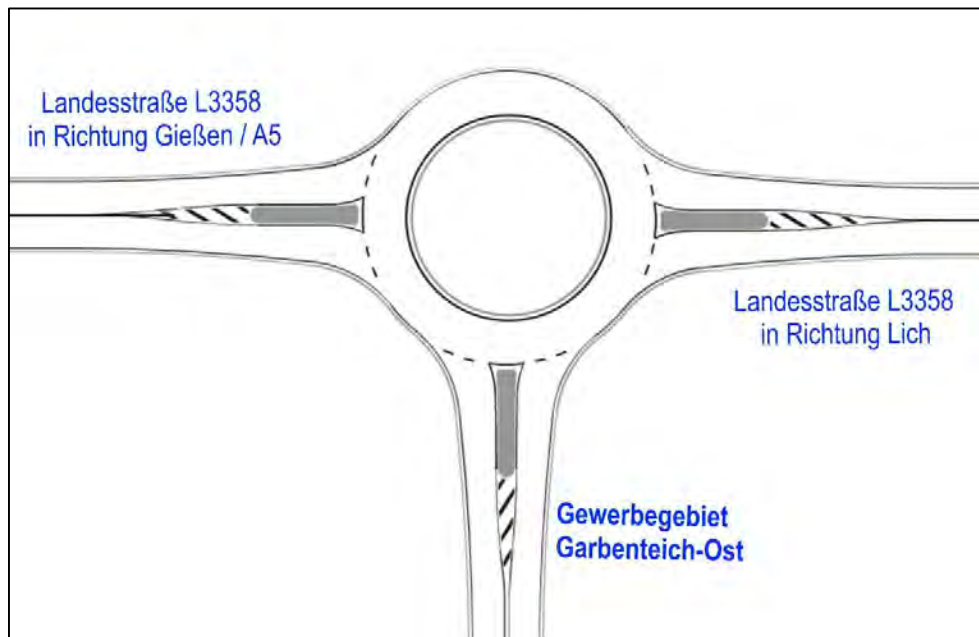 Landesstraße L3358
in Richtung Gießen / A5
Landesstraße L3358
in Richtung Lich
Gewerbegebiet
Garbenteich-Ost